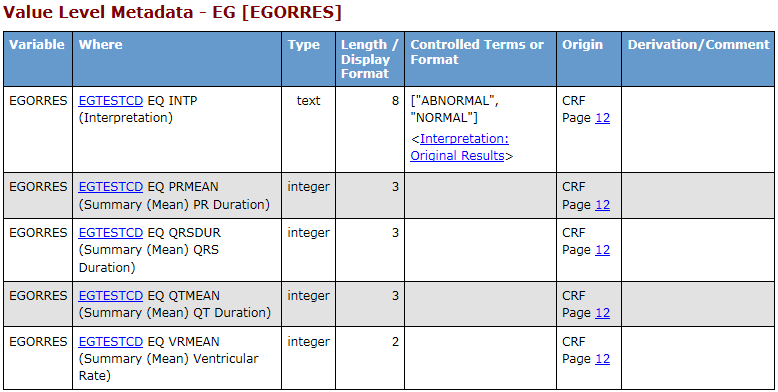 Value Level Metadata - EG [EGORRES]
Variable Where Type Length / Display Format Controlled Terms or Format Origin Derivation/Comment
EGORRES EGTESTCD EQ INTP text 8 ["ABNORMAL", CRF
(Interpretation) "NORMAL"] Page 12
<Interpretation:
Original Results>
EGORRES EGTESTCD EQ PRMEAN integer 3 CRF
(Summary (Mean) PR Duration) Page 12
EGORRES EGTESTCD EQ QRSDUR integer 3 CRF
(Summary (Mean) QRS Page 12
Duration)
EGORRES EGTESTCD EQ QTMEAN integer 3 CRF
(Summary (Mean) QT Duration) Page 12
EGORRES EGTESTCD EQ VRMEAN integer 2 CRF
(Summary (Mean) Ventricular Page 12
Rate)